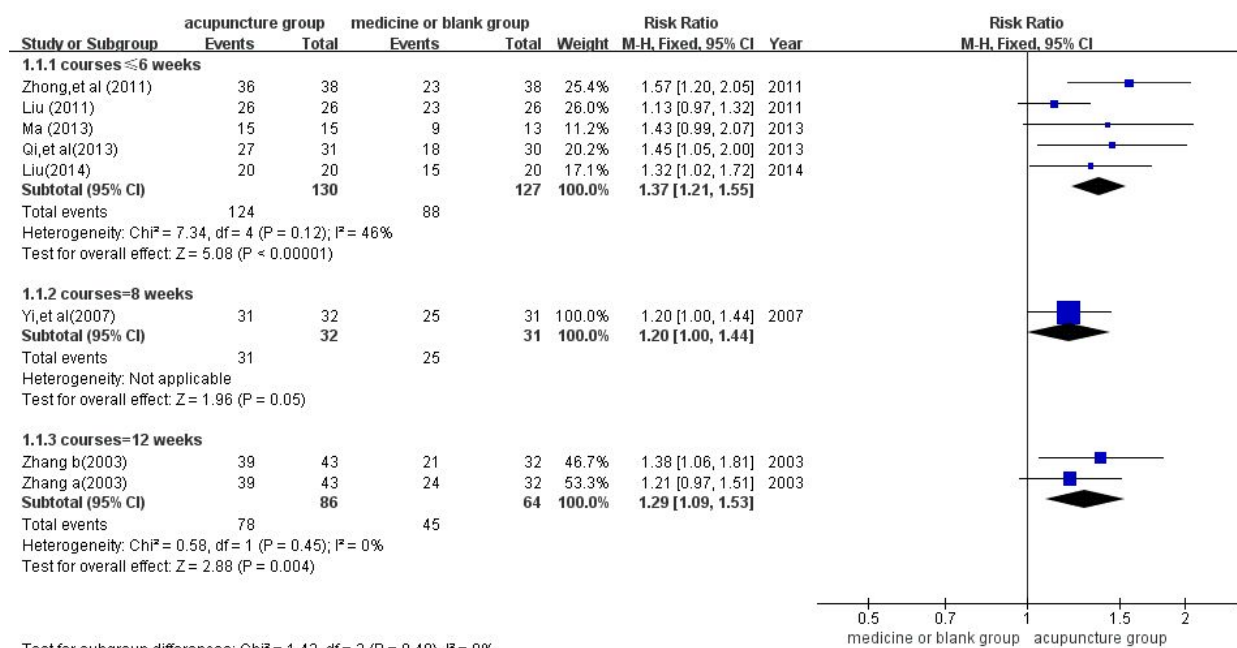 acupuncture group medicine or blank group Risk Ratio Risk Ratio
Study or Subgroup Events Total Events Total Weight M-H, Fixed, 95% CI Year M-H, Fixed, 95% CI
1.1.1 courses≤6 weeks
Zhong,et al (2011) 36 38 23 38 25.4% 1.57 [1.20, 2.05] 2011
Liu (2011) 26 26 23 26 26.0% 1.13 [0.97, 1.32] 2011
Ma (2013) 15 15 9 13 11.2% 1.43 [0.99, 2.07] 2013
Qi,et al(2013) 27 31 18 30 20.2% 1.45 [1.05, 2.00] 2013
Liu(2014) 20 20 15 20 17.1% 1.32 [1.02, 1.72] 2014
Subtotal (95% CI) 130 127 100.0% 1.37 [1.21, 1.55]
Total events 124 88
Heterogeneity: Chi² = 7.34, df = 4 (P = 0.12); I² = 46%
Test for overall effect: Z = 5.08 (P < 0.00001)
1.1.2 courses=8 weeks
Yi,et al(2007) 31 32 25 31 100.0% 1.20 [1.00, 1.44] 2007
Subtotal (95% CI) 32 31 100.0% 1.20 [1.00, 1.44]
Total events 31 25
Heterogeneity: Not applicable
Test for overall effect: Z = 1.96 (P = 0.05)
1.1.3 courses=12 weeks
Zhang b(2003) 39 43 21 32 46.7% 1.38 [1.06, 1.81] 2003
Zhang a(2003) 39 43 24 32 53.3% 1.21 [0.97, 1.51] 2003
Subtotal (95% CI) 86 64 100.0% 1.29 [1.09, 1.53]
Total events 78 45
Heterogeneity: Chi² = 0.58, df = 1 (P = 0.45); I² = 0%
Test for overall effect: Z = 2.88 (P = 0.004)
0.5 0.7 1 1.5 2
medicine or blank group acupuncture group
Test for subgroup differences: Chi² = 1.42, df = 2 (P = 0.49), I² = 0%